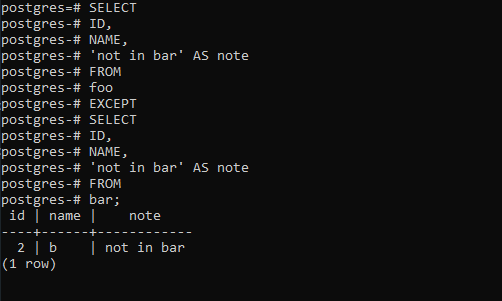 postgres=# SELECT
postgres-# ID,
postgres-# NAME,
postgres-# 'not in bar' AS note
postgres-# FROM
postgres-# foo
postgres-# EXCEPT
postgres-# SELECT
postgres-# ID,
postgres-# NAME,
postgres-# 'not in bar' AS note
postgres-# FROM
postgres-# bar;
 id | name |    note
----+------+------------
  2 | b    | not in bar
(1 row)